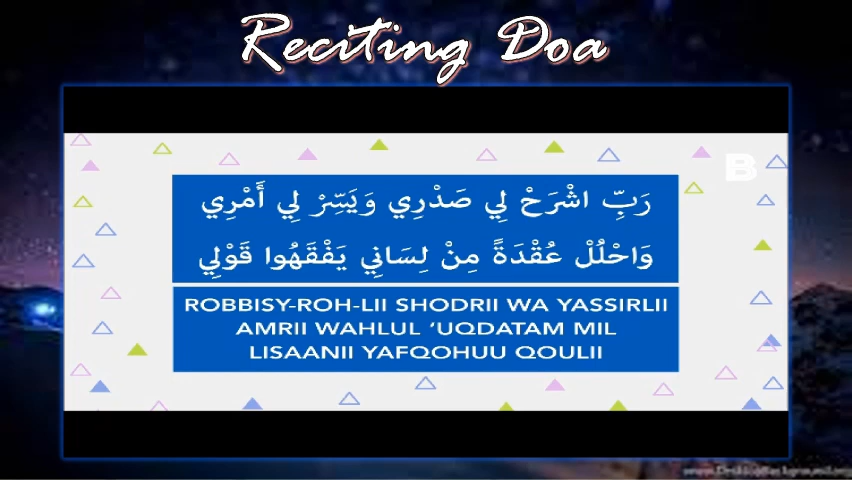 Reciting Doa
B
رَبِّ اشْرَحْ لِي صَدْرِي وَيَسِّرْ لِي أَمْرِي
وَاحْلُلْ عُقْدَةً مِنْ لِسَانِي يَفْقَهُوا قَوْلِي
ROBBISY-ROH-LII SHODRII WA YASSIRLII
AMRII WAHLUL ‘UQDATAM MIL
LISAANII YAFQOHUU QOULII